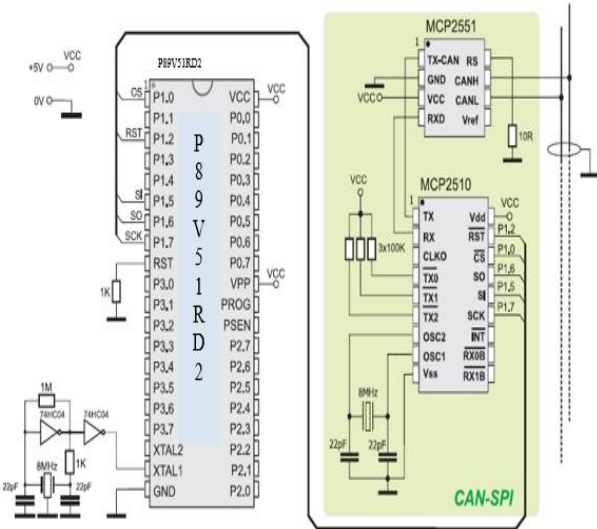 +5V
VCC
0V
P89V51RD2
1
CS
RST
SI
SO
SCK
P1.0
P1.1
P1.2
P1.3
P1.4
P1.5
P1.6
P1.7
RST
P3.0
P3.1
P3.2
P3.3
P3.4
P3.5
P3.6
P3.7
XTAL2
XTAL1
GND
P89V51RD2
VCC
P0.0
P0.1
P0.2
P0.3
P0.4
P0.5
P0.6
P0.7
VPP
PROG
PSEN
P2.7
P2.6
P2.5
P2.4
P2.3
P2.2
P2.1
P2.0
VCC
VCC
1K
1M
74HC04
74HC04
1K
8MHz
22pF
22pF
MCP2551
1
TX-CAN
GND
VCC
RXD
RS
CANH
CANL
Vref
VCC
10R
MCP2510
1
TX
RX
CLKO
TX0
TX1
TX2
OSC2
OSC1
Vss
Vdd
RST
CS
SO
SI
SCK
INT
RX0B
RX1B
VCC
P1.2
P1.0
P1.6
P1.5
P1.7
VCC
3x100K
8MHz
22pF
22pF
CAN-SPI